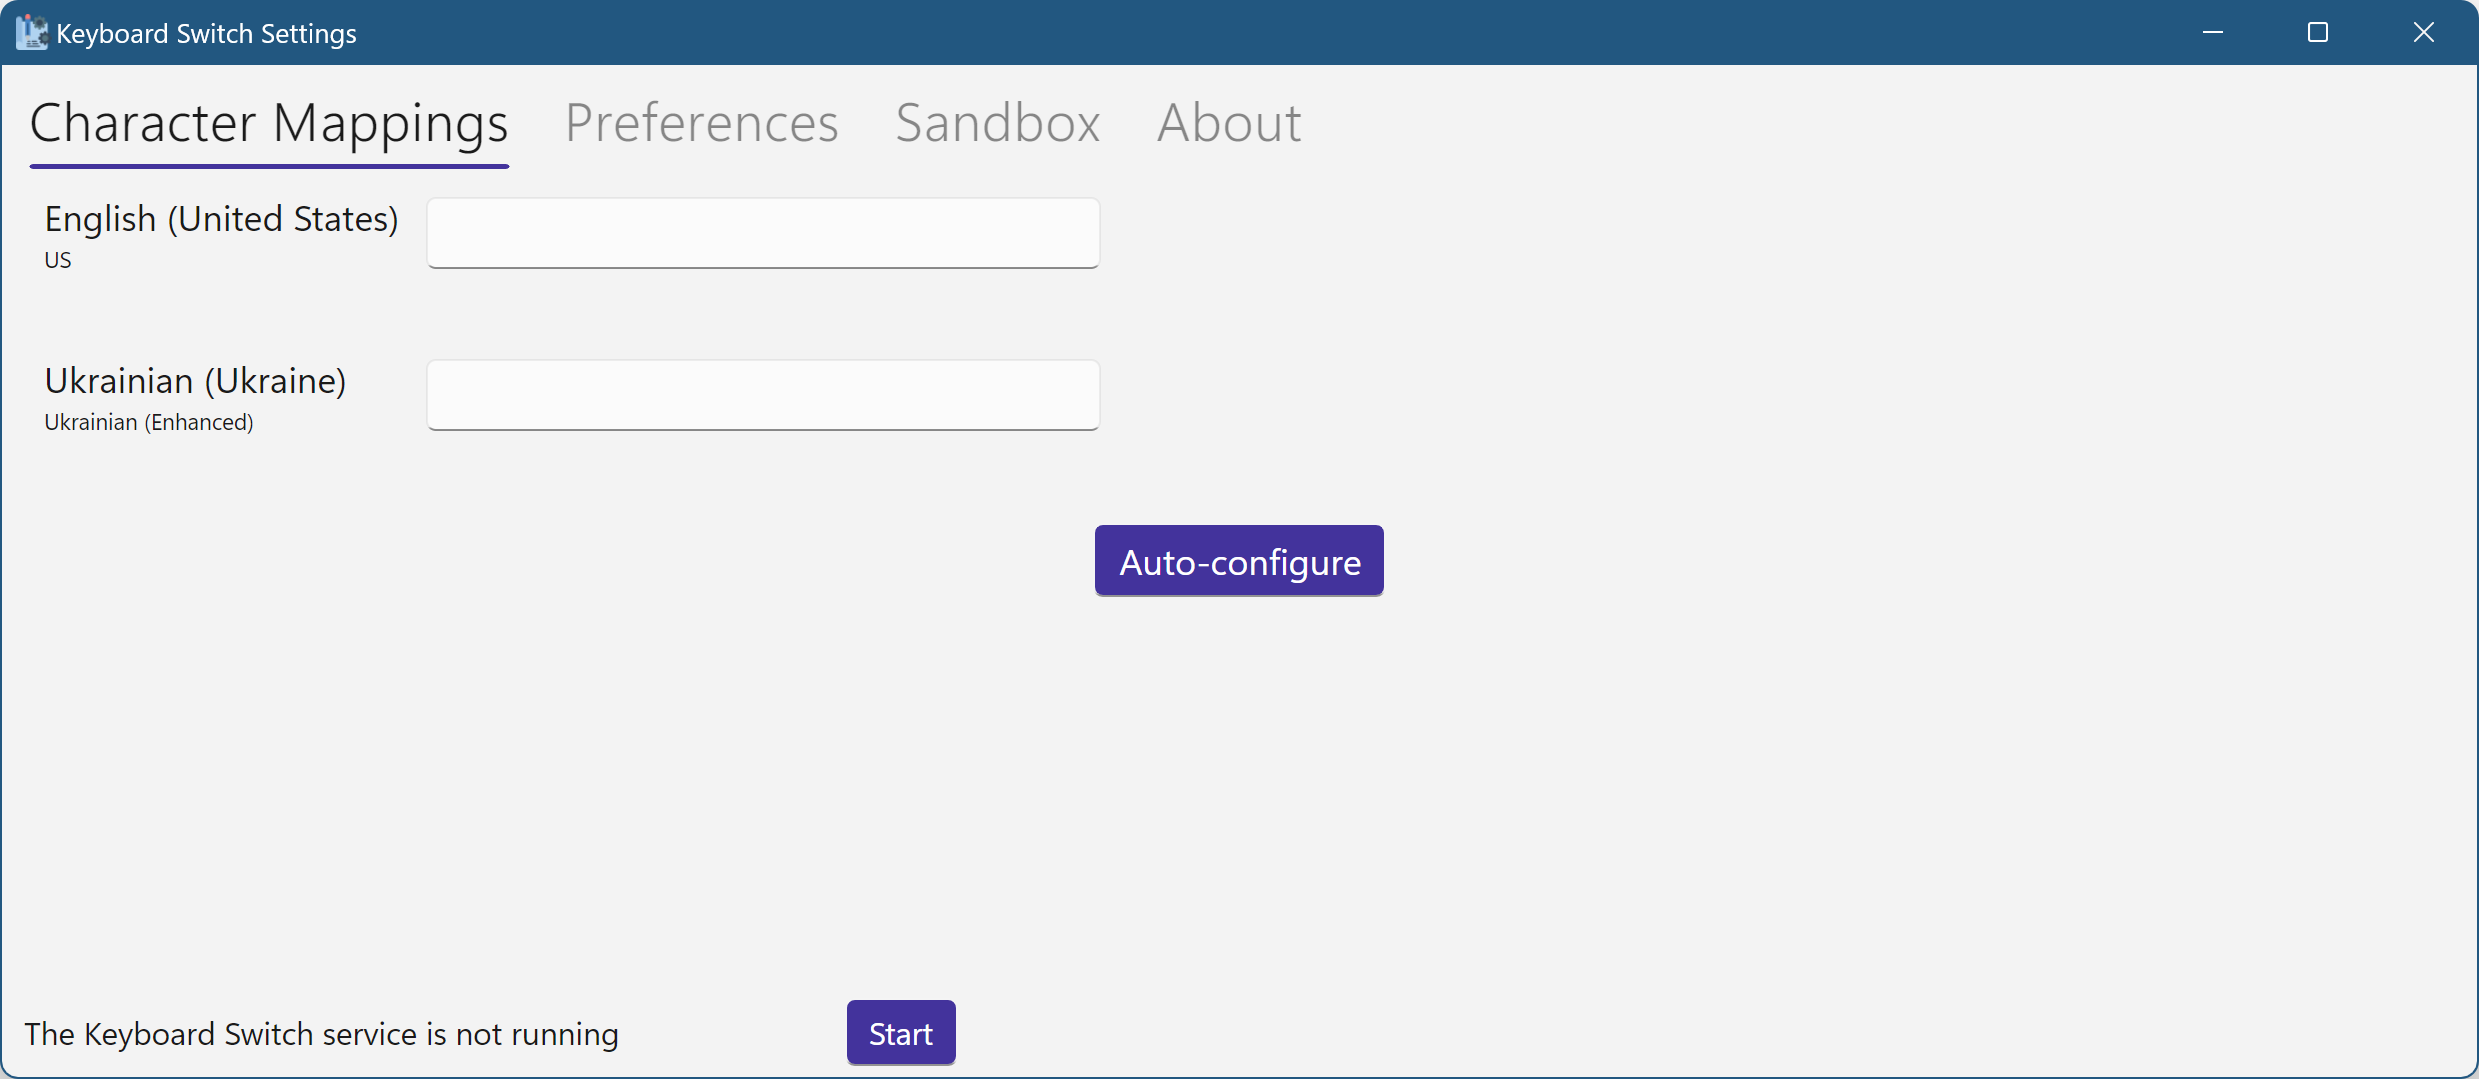 Keyboard Switch Settings
Character Mappings Preferences Sandbox About
English (United States)
US
Ukrainian (Ukraine)
Ukrainian (Enhanced)
Auto-configure
The Keyboard Switch service is not running Start